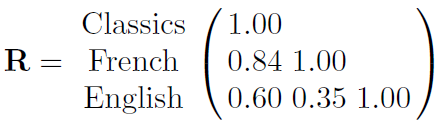 Classics 1.00
R = French 0.84 1.00
English 0.60 0.35 1.00